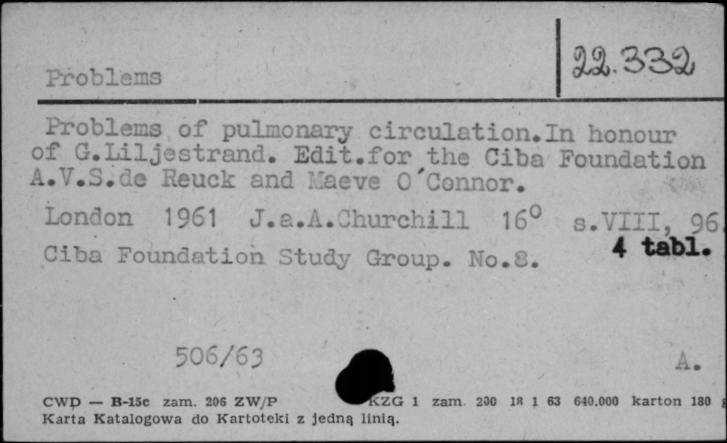 22.332
Problems
Problems of pulmonary circulation.In honour
of G.Liljestrand. Edit.for the Ciba Foundation
A.V.S.de Reuck and Maeve O'Connor.
London 1961 J.a.A.Churchill 16° s.VIII, 96.
4 tabl.
Ciba Foundation Study Group. No.8.
506/63
A.
CWD — B-15c zam. 206 ZW/P KZG 1 zam. 290 18 1 63 640.000 karton 180 g
Karta Katalogowa do Kartoteki z jedną linią.